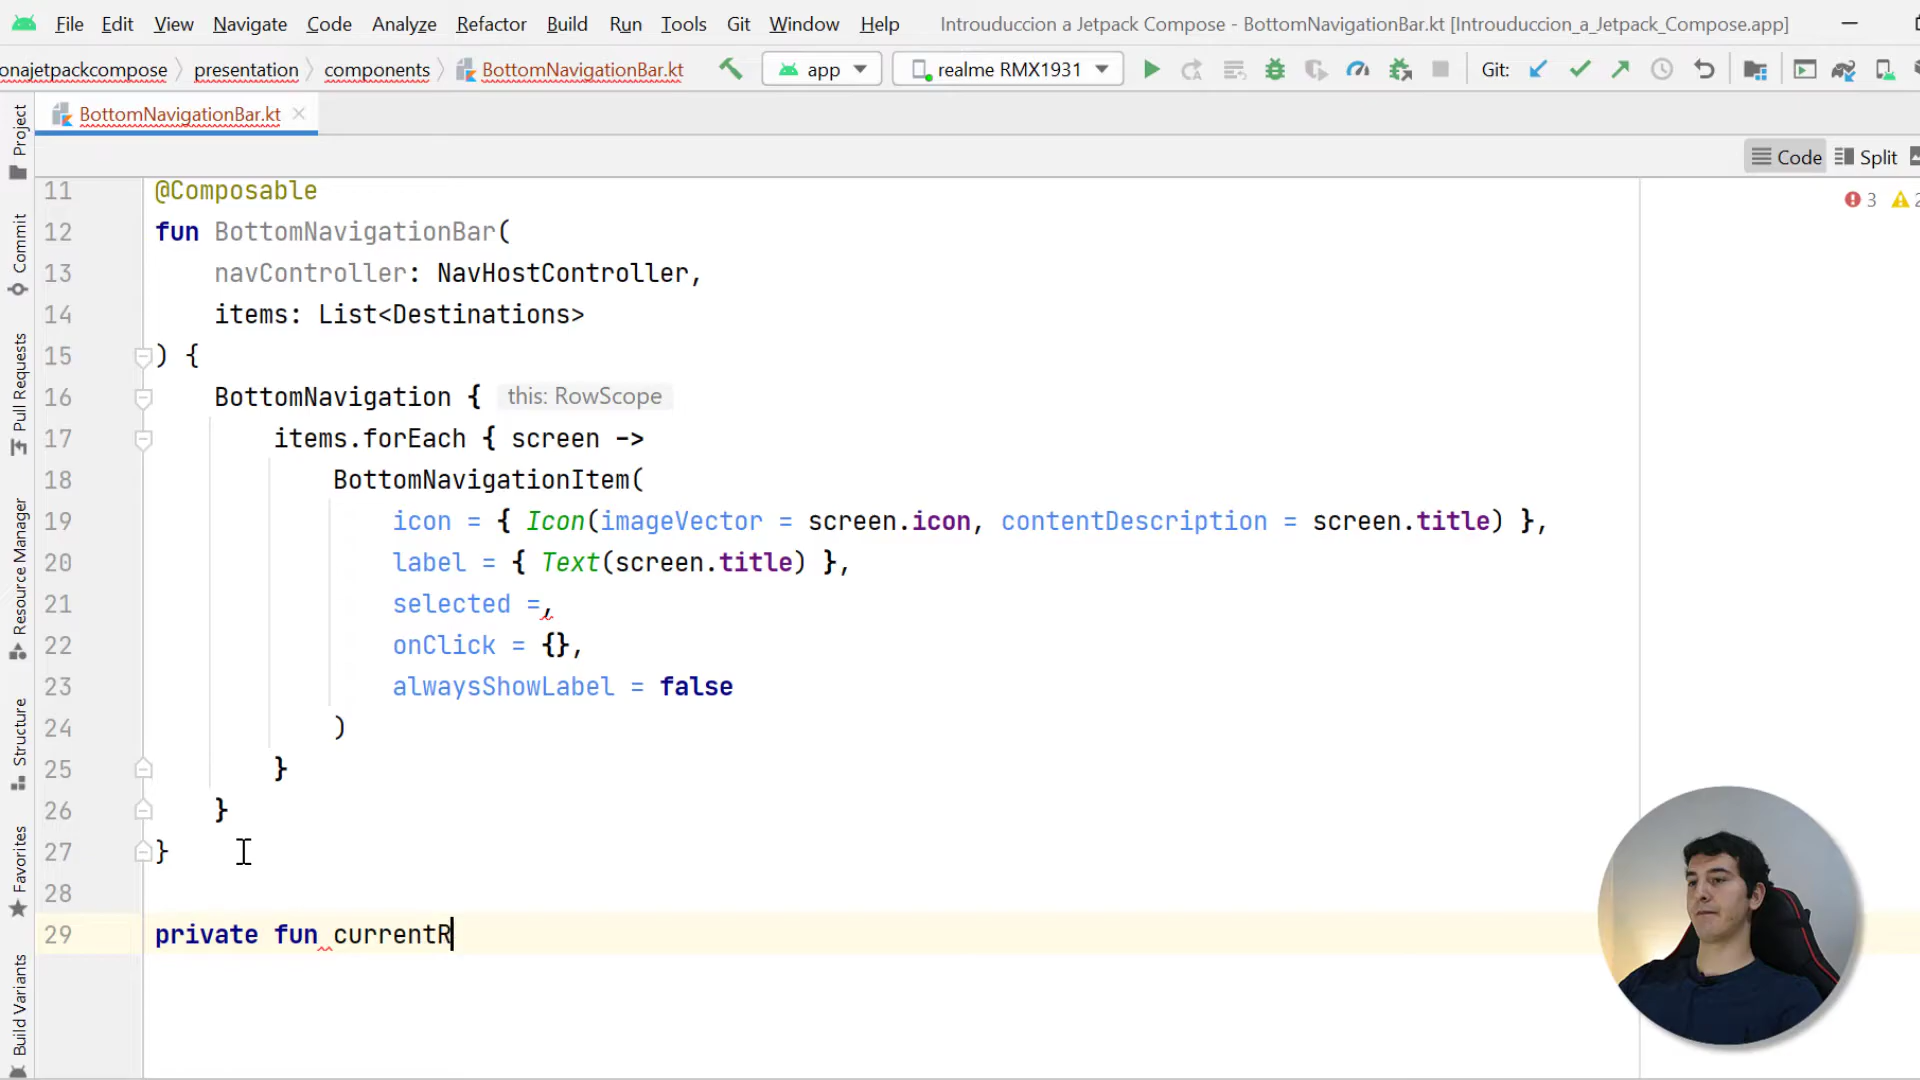 File Edit View Navigate Code Analyze Refactor Build Run Tools Git Window Help Introuduccion a Jetpack Compose - BottomNavigationBar.kt [Introuduccion_a_Jetpack_Compose.app]
onajetpackcompose presentation components BottomNavigationBar.kt app realme RMX1931 Git:
BottomNavigationBar.kt
Code Split
3 2
Project
Commit
Pull Requests
Resource Manager
Structure
Favorites
Build Variants
11 @Composable
12 fun BottomNavigationBar(
13 navController: NavHostController,
14 items: List<Destinations>
15 ) {
16 BottomNavigation { this: RowScope
17 items.forEach { screen ->
18 BottomNavigationItem(
19 icon = { Icon(imageVector = screen.icon, contentDescription = screen.title) },
20 label = { Text(screen.title) },
21 selected =,
22 onClick = {},
23 alwaysShowLabel = false
24 )
25 }
26 }
27 }
28
29 private fun currentR